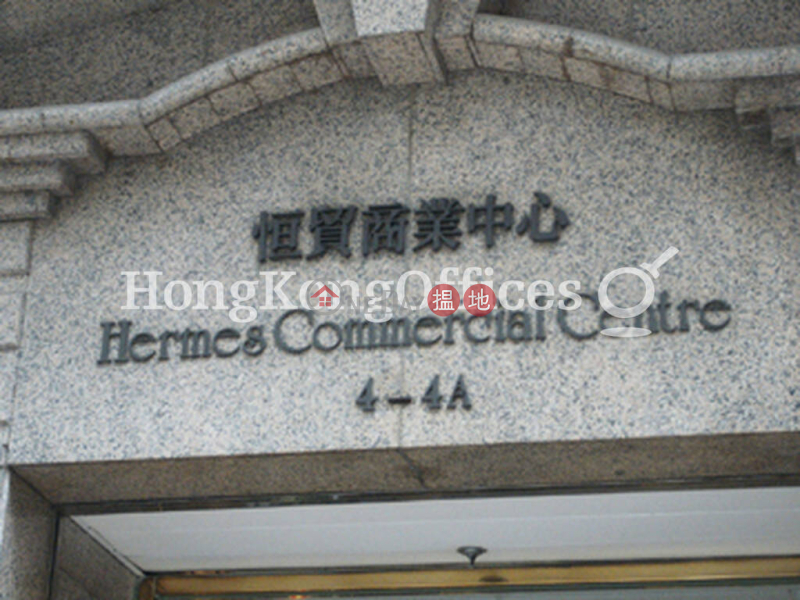 恒貿商業中心
HongKongOffices
搵地
Hermes Commercial Centre
4-4A